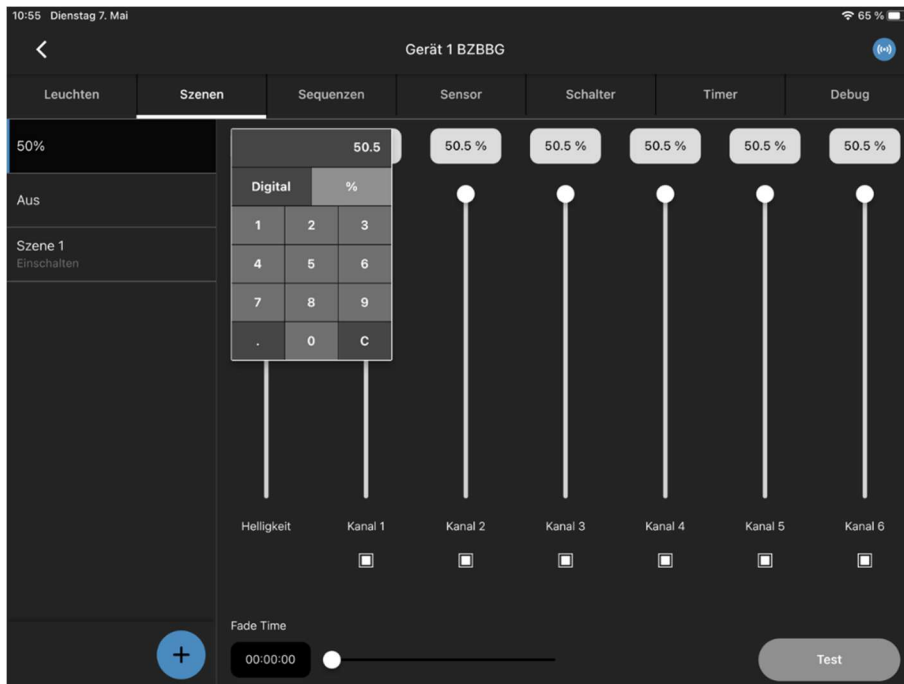 10:55 Dienstag 7. Mai
65 %
Gerät 1 BZBBG
Leuchten
Szenen
Sequenzen
Sensor
Schalter
Timer
Debug
50%
Aus
Szene 1
Einschalten
50.5
Digital
%
1 2 3
4 5 6
7 8 9
. 0 C
50.5 %
50.5 %
50.5 %
50.5 %
50.5 %
Helligkeit
Kanal 1
Kanal 2
Kanal 3
Kanal 4
Kanal 5
Kanal 6
Fade Time
00:00:00
Test
+